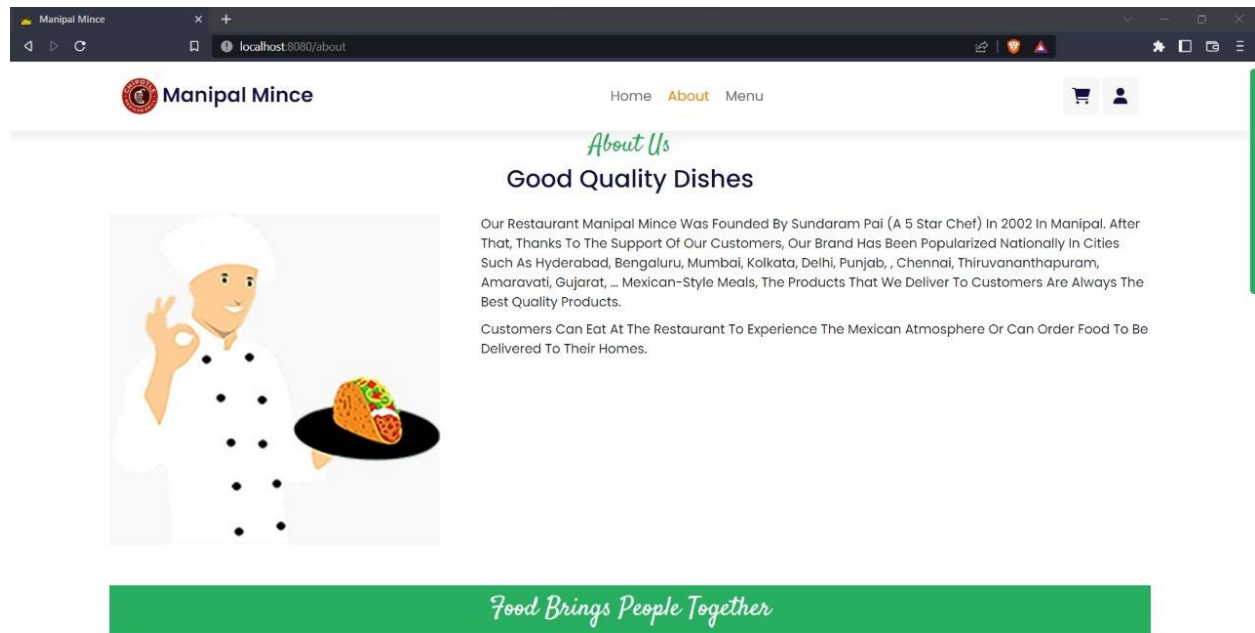 Manipal Mince
localhost:8080/about
Manipal Mince
Home About Menu
About Us
Good Quality Dishes
Our Restaurant Manipal Mince Was Founded By Sundaram Pai (A 5 Star Chef) In 2002 In Manipal. After
That, Thanks To The Support Of Our Customers, Our Brand Has Been Popularized Nationally In Cities
Such As Hyderabad, Bengaluru, Mumbai, Kolkata, Delhi, Punjab, , Chennai, Thiruvananthapuram,
Amaravati, Gujarat, ... Mexican-Style Meals, The Products That We Deliver To Customers Are Always The
Best Quality Products.
Customers Can Eat At The Restaurant To Experience The Mexican Atmosphere Or Can Order Food To Be
Delivered To Their Homes.
Food Brings People Together